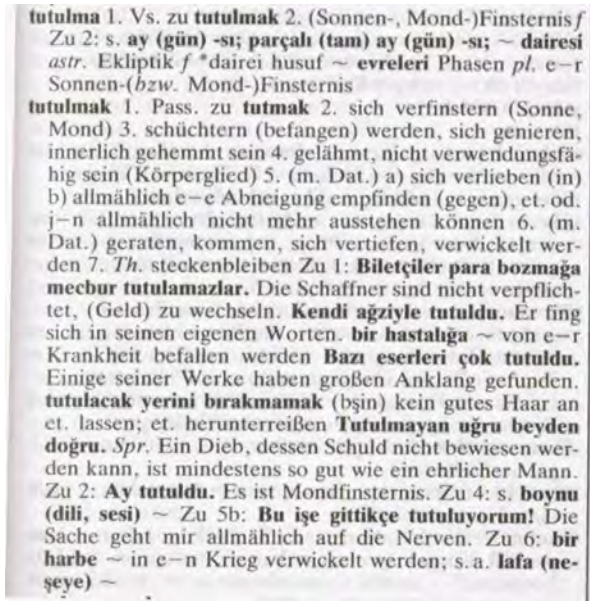 tutulma 1. Vs. zu tutulmak 2. (Sonnen-, Mond-)Finsternis f
Zu 2: s. ay (gün) -sı; parçalı (tam) ay (gün) -sı; ~ dairesi
astr. Ekliptik f *dairei husuf ~ evreleri Phasen pl. e–r
Sonnen-(bzw. Mond-)Finsternis
tutulmak 1. Pass. zu tutmak 2. sich verfinstern (Sonne,
Mond) 3. schüchtern (befangen) werden, sich genieren,
innerlich gehemmt sein 4. gelähmt, nicht verwendungsfä-
hig sein (Körperglied) 5. (m. Dat.) a) sich verlieben (in)
b) allmählich e–e Abneigung empfinden (gegen), et. od.
j–n allmählich nicht mehr ausstehen können 6. (m.
Dat.) geraten, kommen, sich vertiefen, verwickelt wer-
den 7. Th. steckenbleiben Zu 1: Biletçiler para bozmağa
mecbur tutulamazlar. Die Schaffner sind nicht verpflich-
tet, (Geld) zu wechseln. Kendi ağziyle tutuldu. Er fing
sich in seinen eigenen Worten. bir hastalığa ~ von e–r
Krankheit befallen werden Bazı eserleri çok tutuldu.
Einige seiner Werke haben großen Anklang gefunden.
tutulacak yerini bırakmamak (bşin) kein gutes Haar an
et. lassen; et. herunterreißen Tutulmayan uğru beyden
doğru. Spr. Ein Dieb, dessen Schuld nicht bewiesen wer-
den kann, ist mindestens so gut wie ein ehrlicher Mann.
Zu 2: Ay tutuldu. Es ist Mondfinsternis. Zu 4: s. boynu
(dili, sesi) ~ Zu 5b: Bu işe gittikçe tutuluyorum! Die
Sache geht mir allmählich auf die Nerven. Zu 6: bir
harbe ~ in e–n Krieg verwickelt werden; s. a. lafa (ne-
şeye) ~